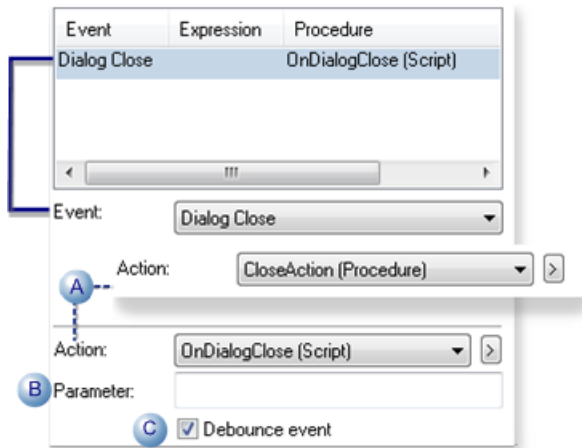 Event Expression Procedure
Dialog Close OnDialogClose (Script)
Event: Dialog Close
Action: CloseAction (Procedure) >
A
Action: OnDialogClose (Script) >
B Parameter:
C Debounce event